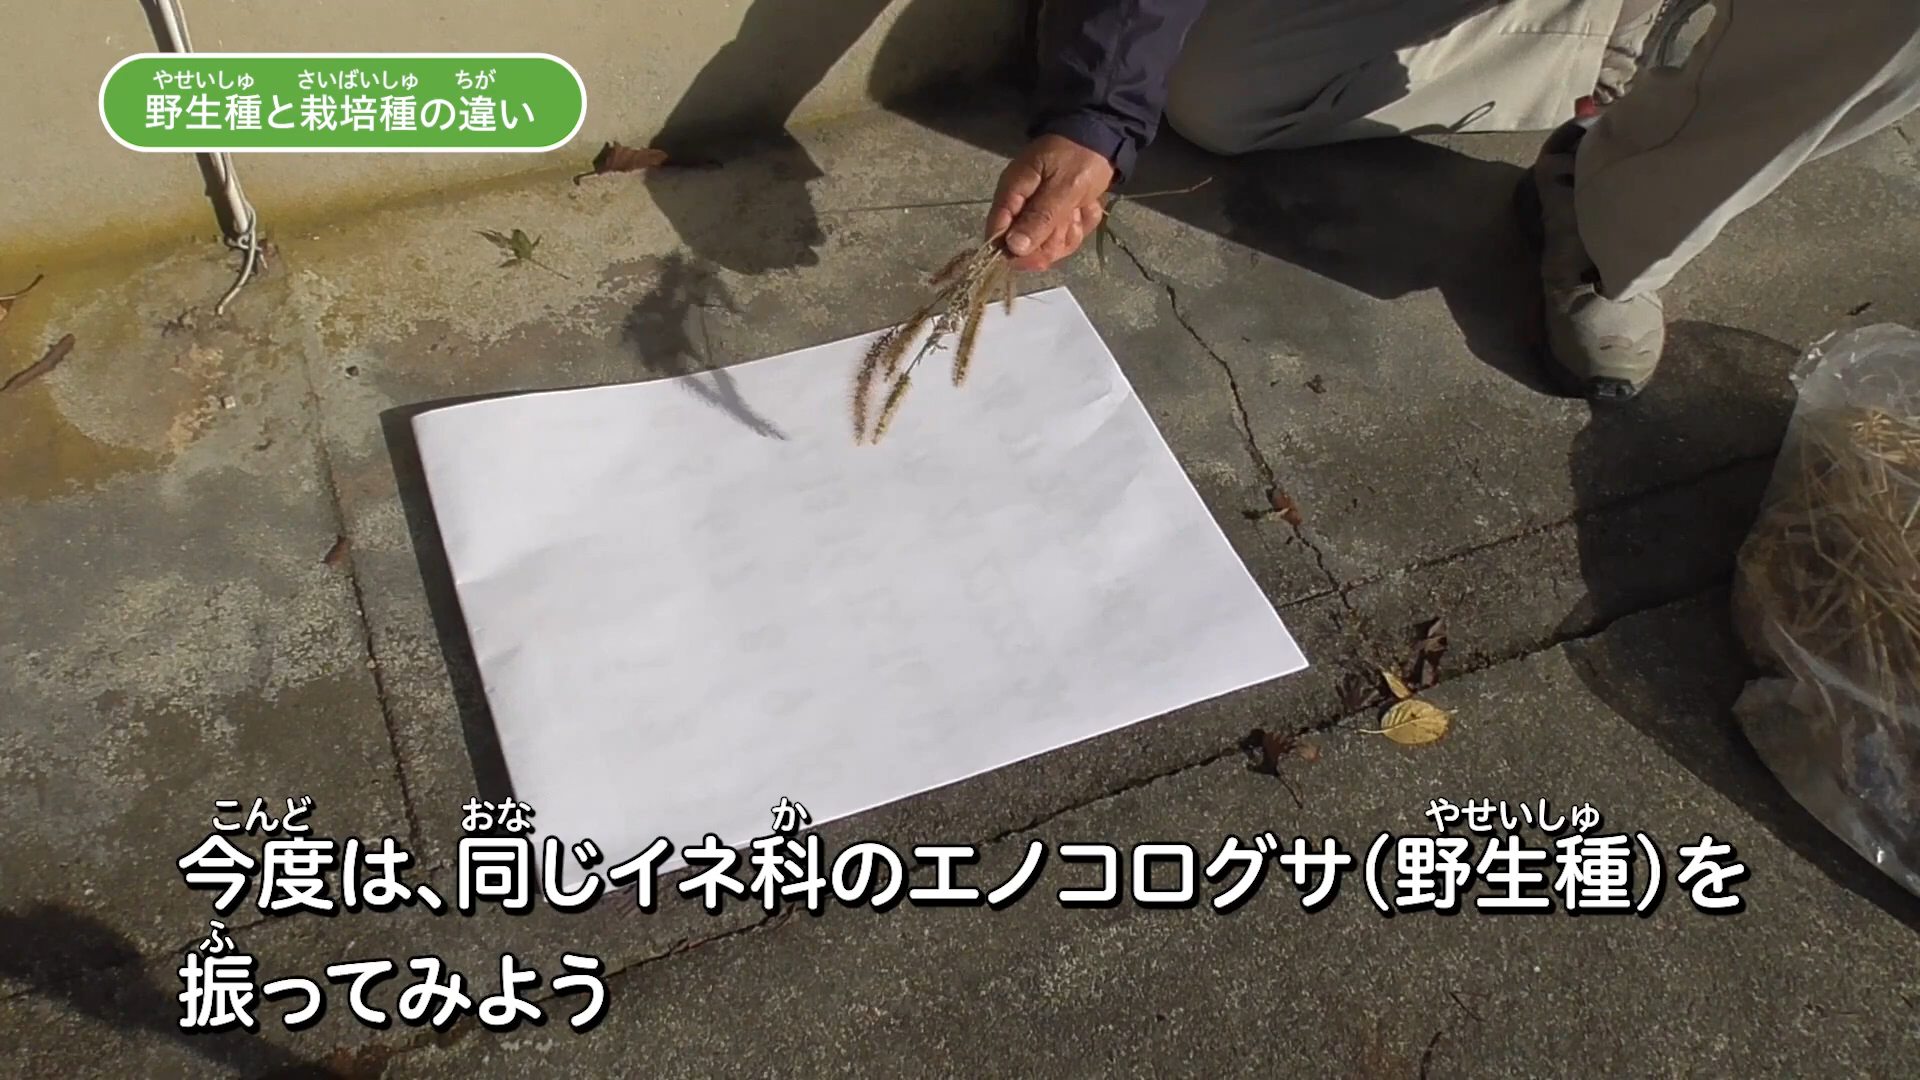 やせいしゅ さいばいしゅ ちが
野生種と栽培種の違い
こんど おな か やせいしゅ
今度は、同じイネ科のエノコログサ(野生種)を
ふ
振ってみよう